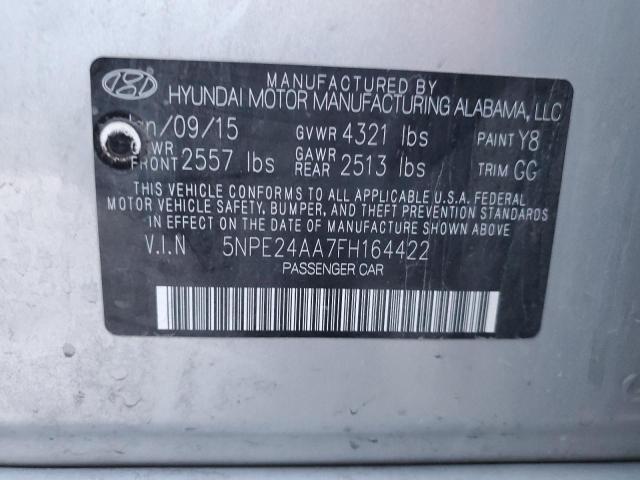 MANUFACTURED BY
HYUNDAI MOTOR MANUFACTURING ALABAMA, LLC
/09/15 GVWR 4321 lbs PAINT Y8
FRONT 2557 lbs GAWR REAR 2513 lbs TRIM GG
THIS VEHICLE CONFORMS TO ALL APPLICABLE U.S.A. FEDERAL
MOTOR VEHICLE SAFETY, BUMPER, AND THEFT PREVENTION STANDARDS
IN EFFECT ON THE DATE OF MANUFACTURE SHOWN ABOVE
V.I.N 5NPE24AA7FH164422
PASSENGER CAR